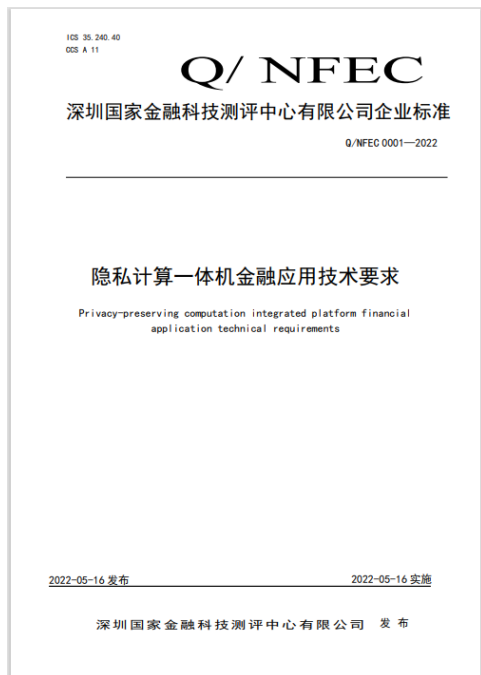 ICS 35.240.40
CCS A 11
Q/ NFEC
深圳国家金融科技测评中心有限公司企业标准
Q/NFEC 0001—2022
隐私计算一体机金融应用技术要求
Privacy-preserving computation integrated platform financial
application technical requirements
2022-05-16 发布 2022-05-16 实施
深圳国家金融科技测评中心有限公司 发 布